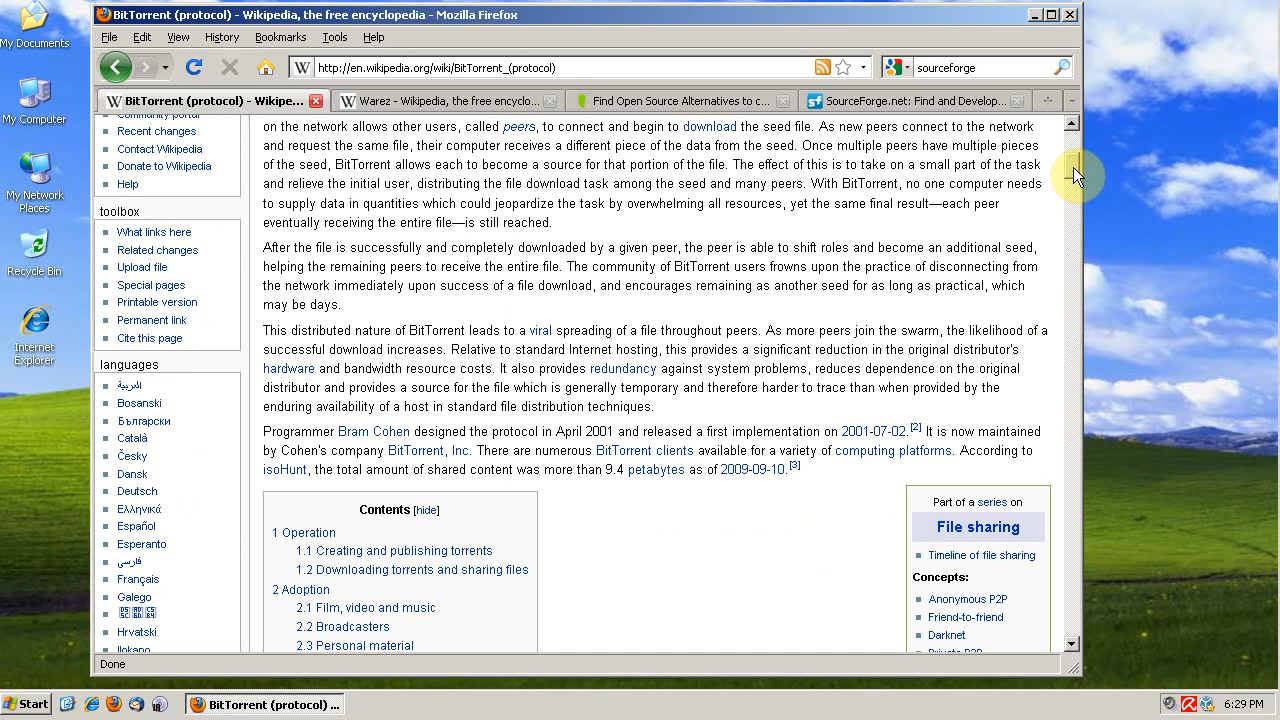 My Documents
My Computer
My Network
Places
Recycle Bin
Internet
Explorer
BitTorrent (protocol) - Wikipedia, the free encyclopedia - Mozilla Firefox
File Edit View History Bookmarks Tools Help
http://en.wikipedia.org/wiki/BitTorrent_(protocol)
sourceforge
BitTorrent (protocol) - Wikipe...
Warez - Wikipedia, the free encyclo...
Find Open Source Alternatives to c...
SourceForge.net: Find and Develop...
Community portal
Recent changes
Contact Wikipedia
Donate to Wikipedia
Help
toolbox
What links here
Related changes
Upload file
Special pages
Printable version
Permanent link
Cite this page
languages
العربية
Bosanski
Български
Català
Česky
Dansk
Deutsch
Ελληνικά
Español
Esperanto
فارسی
Français
Galego
Hrvatski
Ilokano
on the network allows other users, called peers, to connect and begin to download the seed file. As new peers connect to the network
and request the same file, their computer receives a different piece of the data from the seed. Once multiple peers have multiple pieces
of the seed, BitTorrent allows each to become a source for that portion of the file. The effect of this is to take on a small part of the task
and relieve the initial user, distributing the file download task among the seed and many peers. With BitTorrent, no one computer needs
to supply data in quantities which could jeopardize the task by overwhelming all resources, yet the same final result—each peer
eventually receiving the entire file—is still reached.
After the file is successfully and completely downloaded by a given peer, the peer is able to shift roles and become an additional seed,
helping the remaining peers to receive the entire file. The community of BitTorrent users frowns upon the practice of disconnecting from
the network immediately upon success of a file download, and encourages remaining as another seed for as long as practical, which
may be days.
This distributed nature of BitTorrent leads to a viral spreading of a file throughout peers. As more peers join the swarm, the likelihood of a
successful download increases. Relative to standard Internet hosting, this provides a significant reduction in the original distributor's
hardware and bandwidth resource costs. It also provides redundancy against system problems, reduces dependence on the original
distributor and provides a source for the file which is generally temporary and therefore harder to trace than when provided by the
enduring availability of a host in standard file distribution techniques.
Programmer Bram Cohen designed the protocol in April 2001 and released a first implementation on 2001-07-02.[2] It is now maintained
by Cohen's company BitTorrent, Inc. There are numerous BitTorrent clients available for a variety of computing platforms. According to
isoHunt, the total amount of shared content was more than 9.4 petabytes as of 2009-09-10.[3]
Contents [hide]
1 Operation
1.1 Creating and publishing torrents
1.2 Downloading torrents and sharing files
2 Adoption
2.1 Film, video and music
2.2 Broadcasters
2.3 Personal material
Part of a series on
File sharing
Timeline of file sharing
Concepts:
Anonymous P2P
Friend-to-friend
Darknet
Private P2P
Done
Start
BitTorrent (protocol) ...
6:29 PM